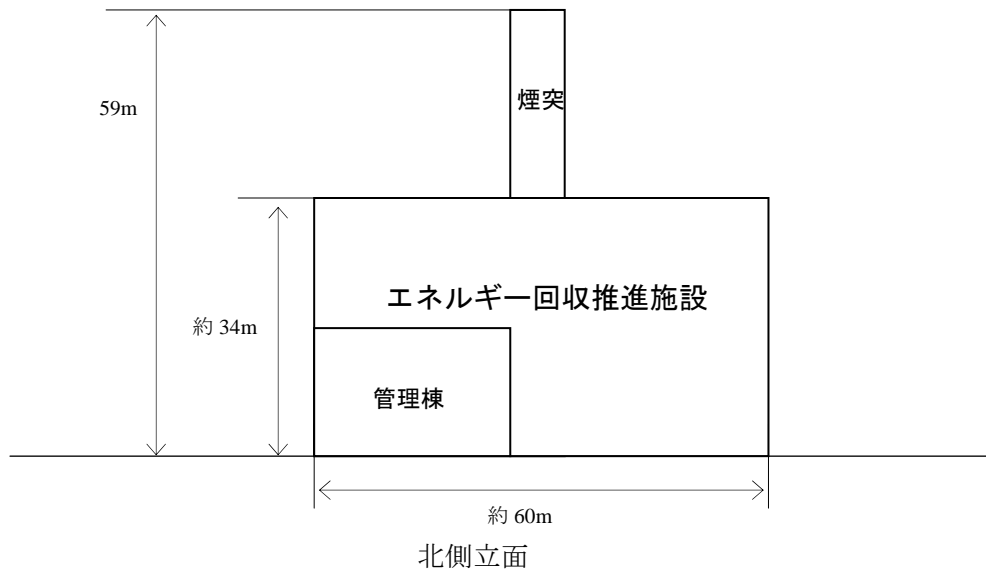 煙突
59m
エネルギー回収推進施設
約 34m
管理棟
約 60m
北側立面